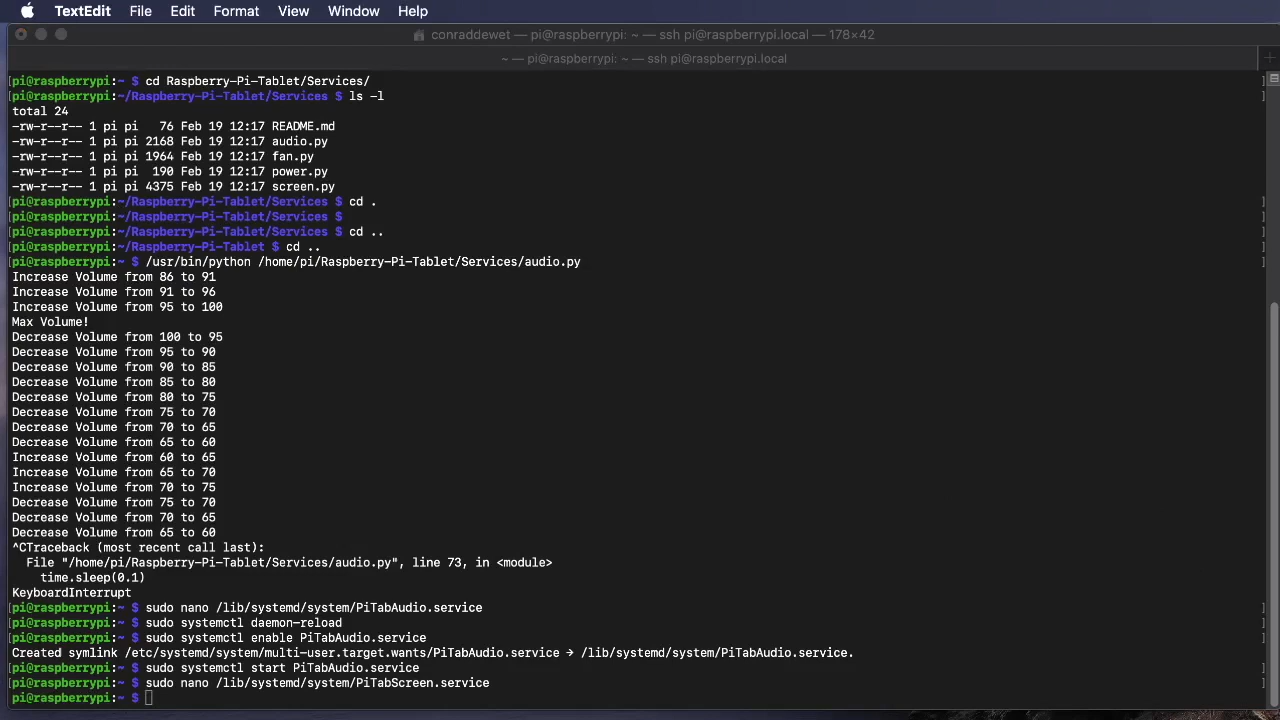 TextEdit File Edit Format View Window Help
conraddewet — pi@raspberrypi: ~ — ssh pi@raspberrypi.local — 178×42
~ — pi@raspberrypi: ~ — ssh pi@raspberrypi.local
[pi@raspberrypi:~ $ cd Raspberry-Pi-Tablet/Services/ ]
[pi@raspberrypi:~/Raspberry-Pi-Tablet/Services $ ls -l ]
total 24
-rw-r--r-- 1 pi pi   76 Feb 19 12:17 README.md
-rw-r--r-- 1 pi pi 2168 Feb 19 12:17 audio.py
-rw-r--r-- 1 pi pi 1964 Feb 19 12:17 fan.py
-rw-r--r-- 1 pi pi  190 Feb 19 12:17 power.py
-rw-r--r-- 1 pi pi 4375 Feb 19 12:17 screen.py
[pi@raspberrypi:~/Raspberry-Pi-Tablet/Services $ cd . ]
[pi@raspberrypi:~/Raspberry-Pi-Tablet/Services $ ]
[pi@raspberrypi:~/Raspberry-Pi-Tablet/Services $ cd .. ]
[pi@raspberrypi:~/Raspberry-Pi-Tablet $ cd .. ]
[pi@raspberrypi:~ $ /usr/bin/python /home/pi/Raspberry-Pi-Tablet/Services/audio.py ]
Increase Volume from 86 to 91
Increase Volume from 91 to 96
Increase Volume from 95 to 100
Max Volume!
Decrease Volume from 100 to 95
Decrease Volume from 95 to 90
Decrease Volume from 90 to 85
Decrease Volume from 85 to 80
Decrease Volume from 80 to 75
Decrease Volume from 75 to 70
Decrease Volume from 70 to 65
Decrease Volume from 65 to 60
Increase Volume from 60 to 65
Increase Volume from 65 to 70
Increase Volume from 70 to 75
Decrease Volume from 75 to 70
Decrease Volume from 70 to 65
Decrease Volume from 65 to 60
^CTraceback (most recent call last):
  File "/home/pi/Raspberry-Pi-Tablet/Services/audio.py", line 73, in <module>
    time.sleep(0.1)
KeyboardInterrupt
[pi@raspberrypi:~ $ sudo nano /lib/systemd/system/PiTabAudio.service ]
[pi@raspberrypi:~ $ sudo systemctl daemon-reload ]
[pi@raspberrypi:~ $ sudo systemctl enable PiTabAudio.service ]
Created symlink /etc/systemd/system/multi-user.target.wants/PiTabAudio.service → /lib/systemd/system/PiTabAudio.service.
[pi@raspberrypi:~ $ sudo systemctl start PiTabAudio.service ]
[pi@raspberrypi:~ $ sudo nano /lib/systemd/system/PiTabScreen.service ]
[pi@raspberrypi:~ $ ]